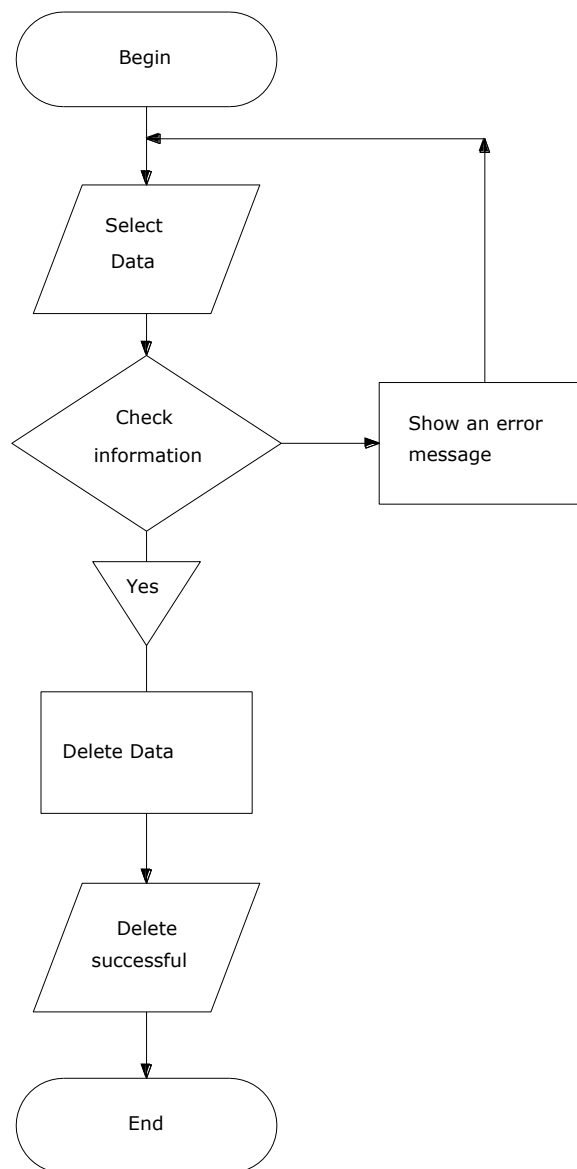 Begin
Select
Data
Check
information
Show an error
message
Yes
Delete Data
Delete
successful
End